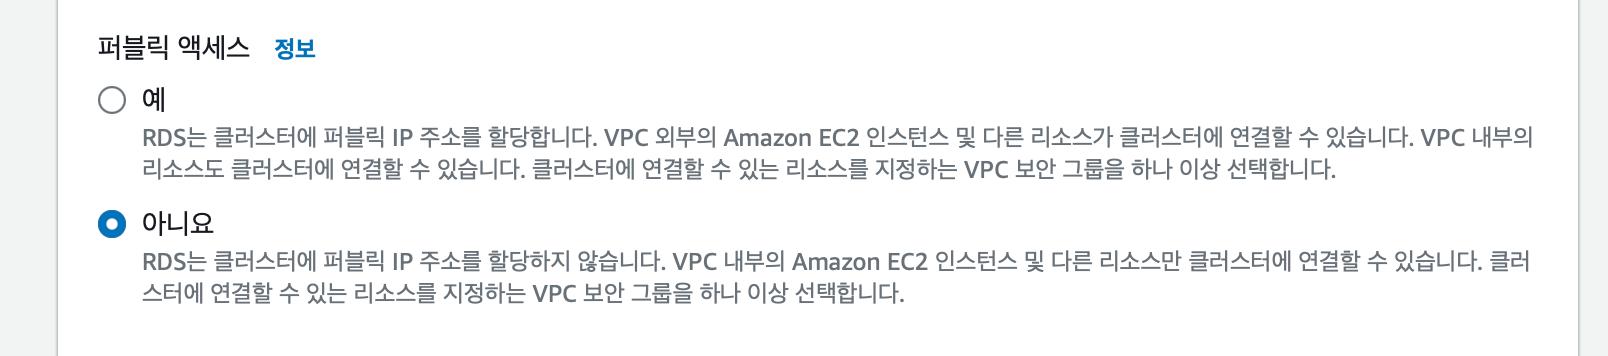 퍼블릭 액세스 정보
예
RDS는 클러스터에 퍼블릭 IP 주소를 할당합니다. VPC 외부의 Amazon EC2 인스턴스 및 다른 리소스가 클러스터에 연결할 수 있습니다. VPC 내부의
리소스도 클러스터에 연결할 수 있습니다. 클러스터에 연결할 수 있는 리소스를 지정하는 VPC 보안 그룹을 하나 이상 선택합니다.
아니요
RDS는 클러스터에 퍼블릭 IP 주소를 할당하지 않습니다. VPC 내부의 Amazon EC2 인스턴스 및 다른 리소스만 클러스터에 연결할 수 있습니다. 클러
스터에 연결할 수 있는 리소스를 지정하는 VPC 보안 그룹을 하나 이상 선택합니다.